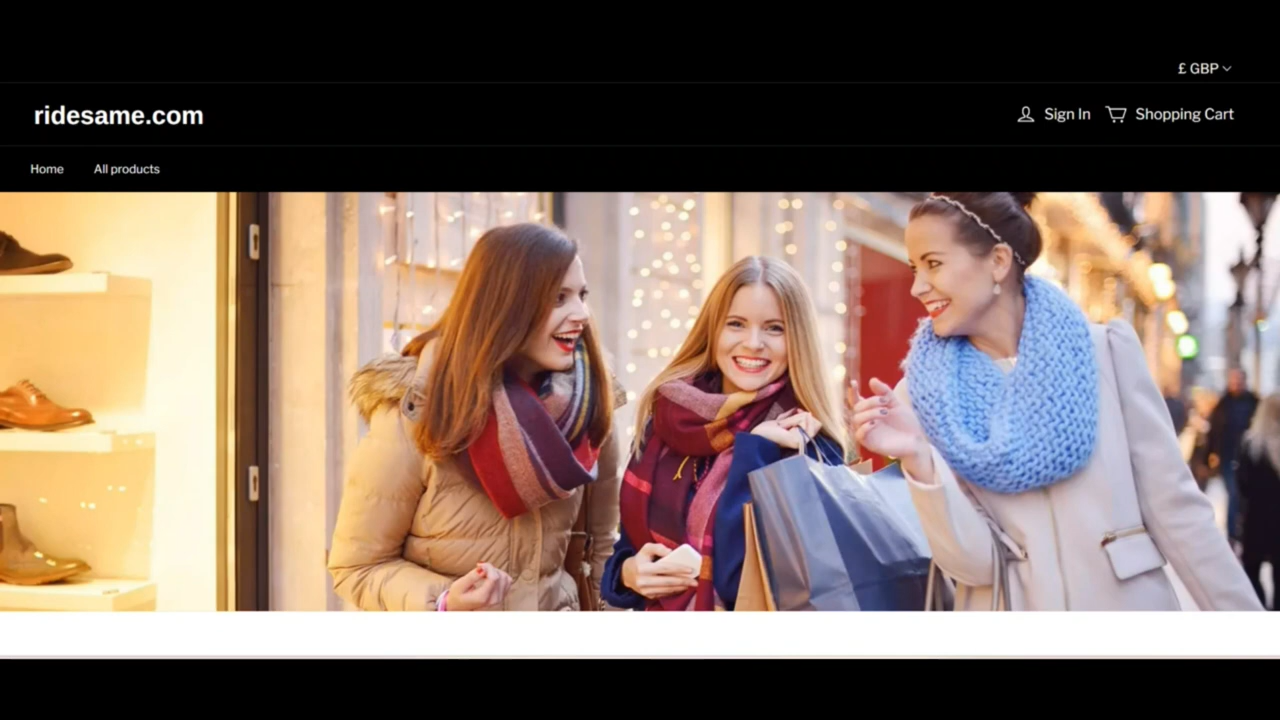 £ GBP
ridesame.com
Sign In
Shopping Cart
Home
All products